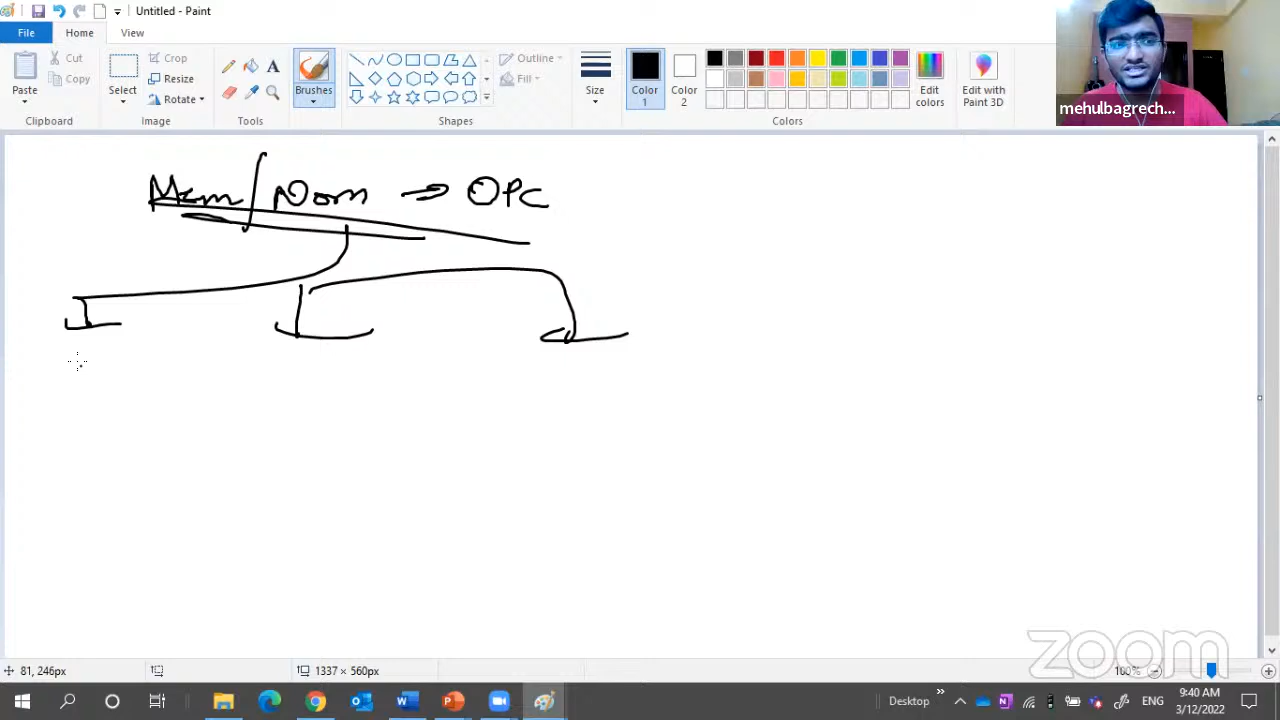 Untitled - Paint
File Home View
Cut
Copy
Paste
Clipboard
Crop
Resize
Rotate
Select
Image
Tools
Brushes
Outline
Fill
Shapes
Size
Color 1
Color 2
Edit colors
Colors
Edit with Paint 3D
mehulbagrech...
Mem/Nom → OPC
zoom
81, 246px
1337 × 560px
100%
Desktop
ENG
9:40 AM
3/12/2022